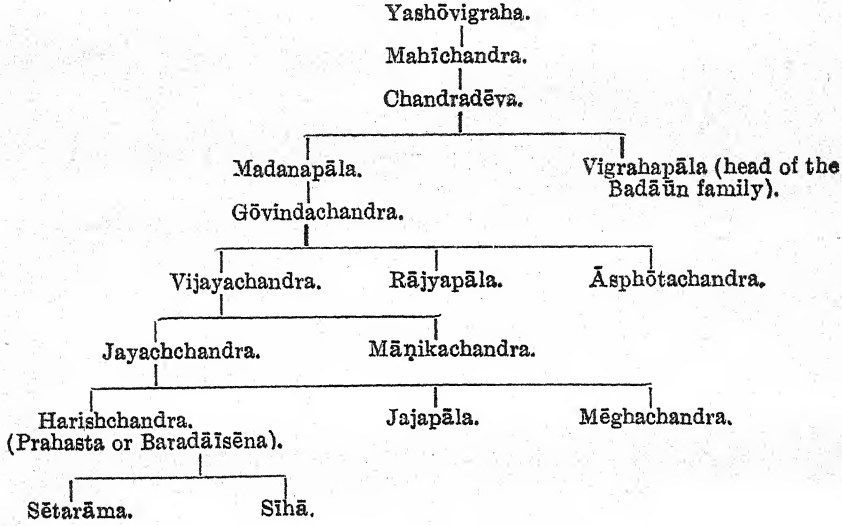 Yashōvigraha.
Mahīchandra.
Chandradēva.
Madanapāla.
Vigrahapāla (head of the
Badāūn family).
Gōvindachandra.
Vijayachandra.
Rājyapāla.
Āsphōtachandra.
Jayachchandra.
Māṇikachandra.
Harishchandra.
(Prahasta or Baradāīsēna).
Jajapāla.
Mēghachandra.
Sētarāma.
Sīhā.